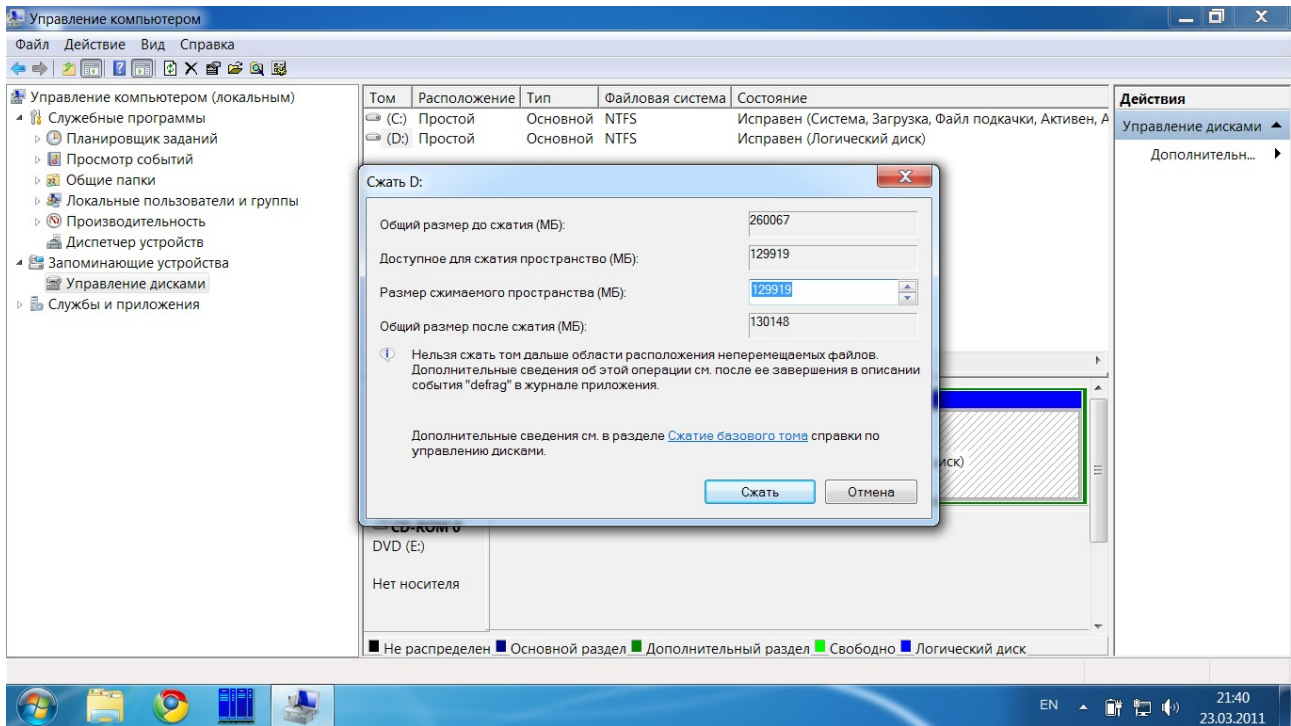 Управление компьютером
Файл Действие Вид Справка
Управление компьютером (локальным)
Служебные программы
Планировщик заданий
Просмотр событий
Общие папки
Локальные пользователи и группы
Производительность
Диспетчер устройств
Запоминающие устройства
Управление дисками
Службы и приложения
Том Расположение Тип Файловая система Состояние
(C:) Простой Основной NTFS Исправен (Система, Загрузка, Файл подкачки, Активен, А
(D:) Простой Основной NTFS Исправен (Логический диск)
Действия
Управление дисками
Дополнительн...
Сжать D:
Общий размер до сжатия (МБ): 260067
Доступное для сжатия пространство (МБ): 129919
Размер сжимаемого пространства (МБ): 129919
Общий размер после сжатия (МБ): 130148
Нельзя сжать том дальше области расположения неперемещаемых файлов.
Дополнительные сведения об этой операции см. после ее завершения в описании
события "defrag" в журнале приложения.
Дополнительные сведения см. в разделе Сжатие базового тома справки по
управлению дисками.
Сжать Отмена
иск)
CD-ROM 0
DVD (E:)
Нет носителя
Не распределен Основной раздел Дополнительный раздел Свободно Логический диск
EN 21:40
23.03.2011